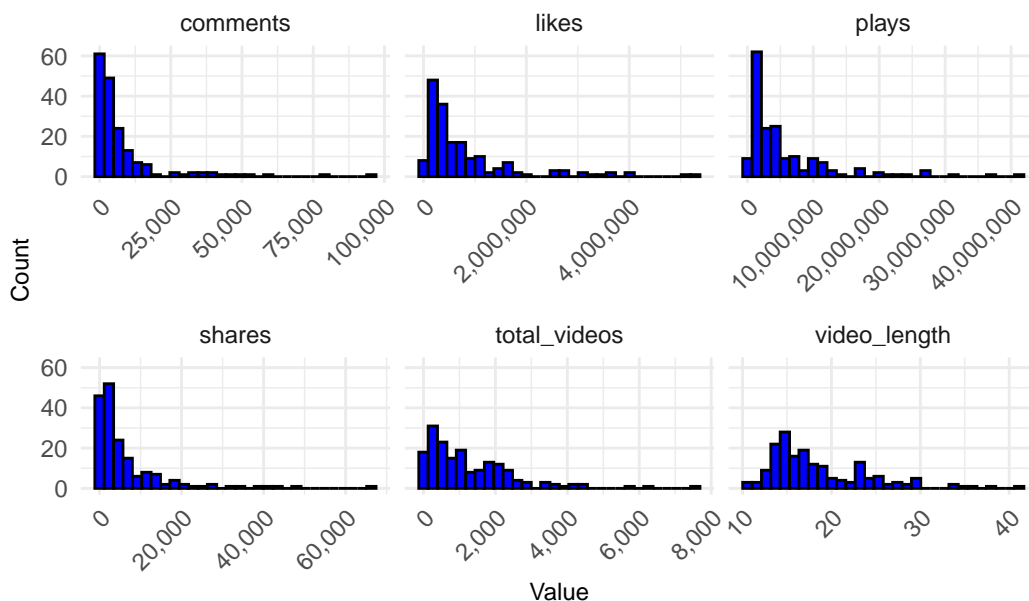 comments likes plays
60
40
20
0
0 25,000 50,000 75,000 100,000
0 2,000,000 4,000,000
0 10,000,000 20,000,000 30,000,000 40,000,000
Count
shares total_videos video_length
60
40
20
0
0 20,000 40,000 60,000
0 2,000 4,000 6,000 8,000
10 20 30 40
Value